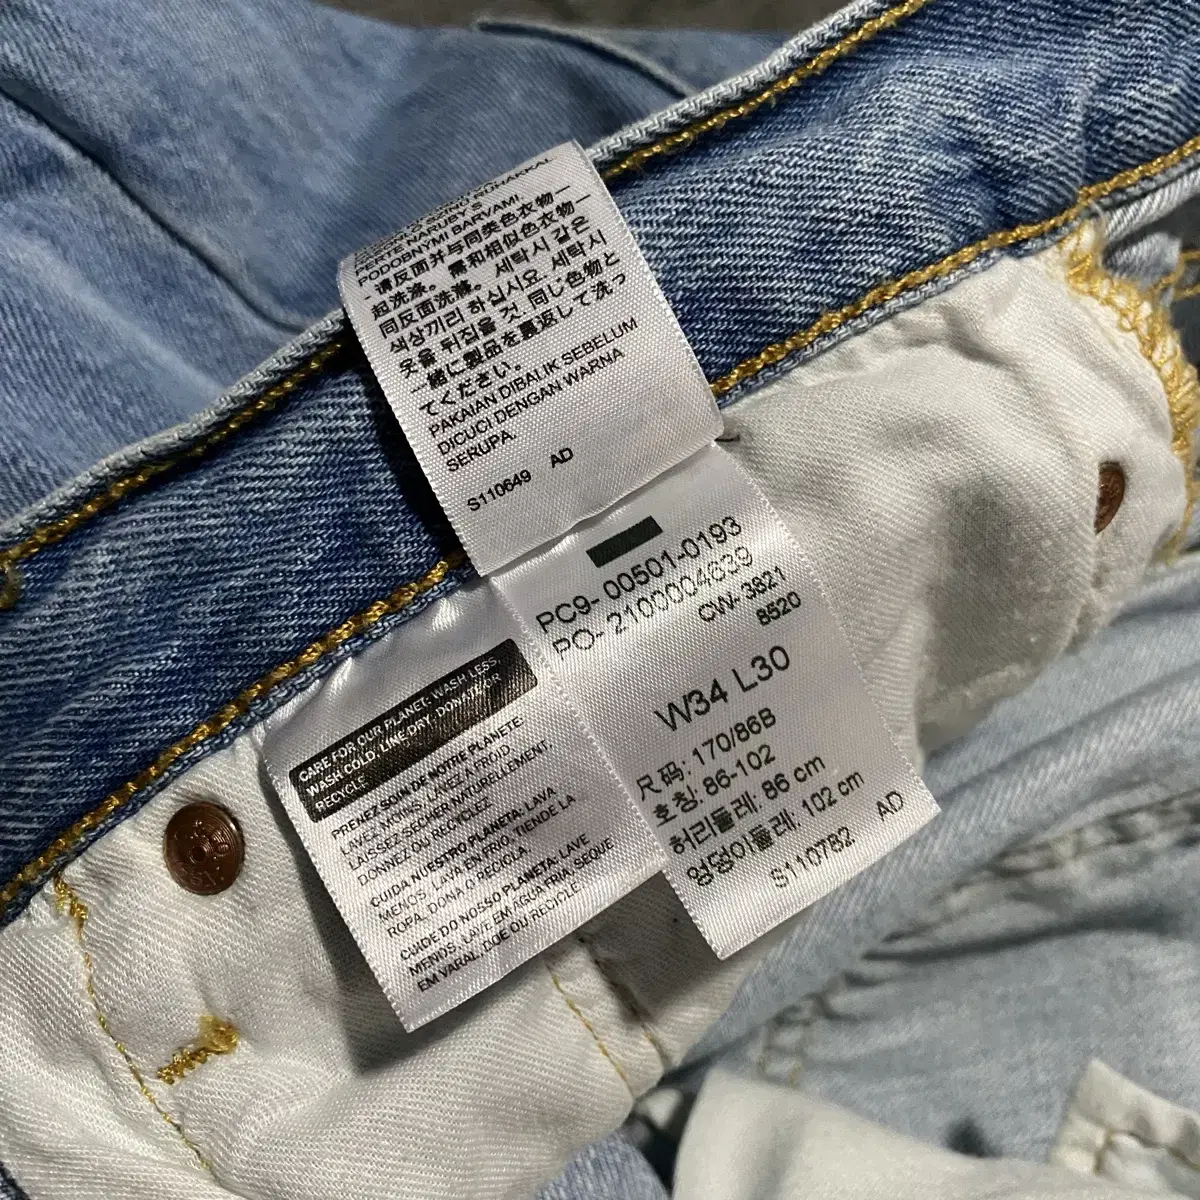 PERTE NARUBY S
PODOBNÝMI BARVAMI
- 请反面并与同类色衣物一
起洗涤。需和相似色衣物一
同反面洗滌。세탁시 같은
색상끼리 하십시요. 세탁시
옷을 뒤집을 것. 同じ色物と
一緒に製品を裏返して洗っ
てください。
PAKAIAN DIBALIK SEBELUM
DICUCI DENGAN WARNA
SERUPA.
S110649 AD
PC9- 00501-0193
PO- 2100004639
CW- 3821
8520
W34 L30
尺码: 170/86B
호칭: 86-102
허리둘레: 86 cm
엉덩이둘레: 102 cm
S110782 AD
CARE FOR OUR PLANET: WASH LESS,
WASH COLD, LINE DRY, DONATE OR
RECYCLE
PRENEZ SOIN DE NOTRE PLANETE:
LAVEZ MOINS, LAVEZ A FROID,
LAISSEZ SECHER NATURELLEMENT,
DONNEZ OU RECYCLEZ
CUIDA NUESTRO PLANETA: LAVA
MENOS, LAVA EN FRIO, TIENDE LA
ROPA, DONA O RECICLA
CUIDE DO NOSSO PLANETA: LAVE
MENOS, LAVE EM AGUA FRIA, SEQUE
EM VARAL, DOE OU RECICLE